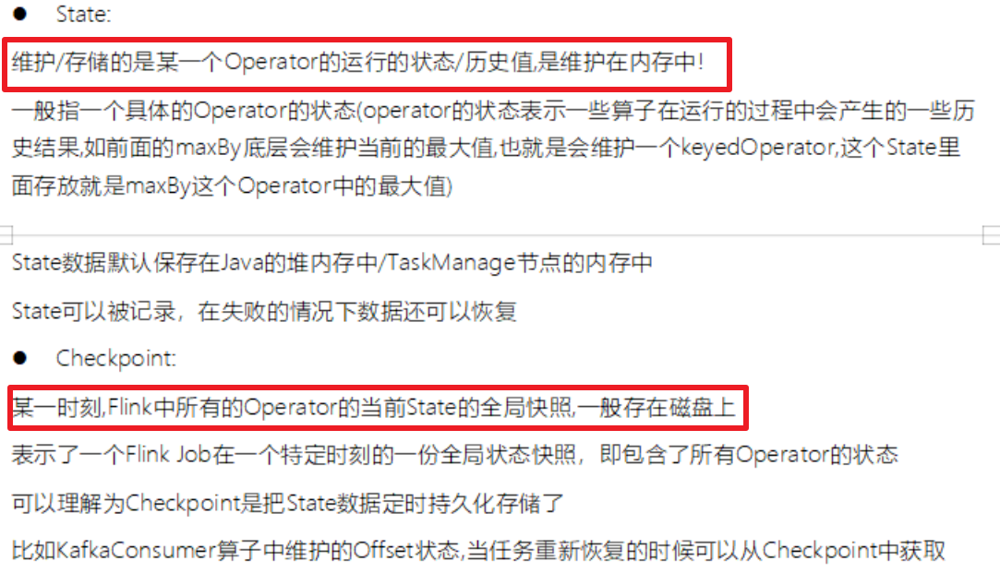 ● State:
维护/存储的是某一个Operator的运行的状态/历史值,是维护在内存中!
一般指一个具体的Operator的状态(operator的状态表示一些算子在运行的过程中会产生的一些历
史结果,如前面的maxBy底层会维护当前的最大值,也就是会维护一个keyedOperator,这个State里
面存放就是maxBy这个Operator中的最大值)
State数据默认保存在Java的堆内存中/TaskManage节点的内存中
State可以被记录，在失败的情况下数据还可以恢复
● Checkpoint:
某一时刻,Flink中所有的Operator的当前State的全局快照,一般存在磁盘上
表示了一个Flink Job在一个特定时刻的一份全局状态快照，即包含了所有Operator的状态
可以理解为Checkpoint是把State数据定时持久化存储了
比如KafkaConsumer算子中维护的Offset状态,当任务重新恢复的时候可以从Checkpoint中获取